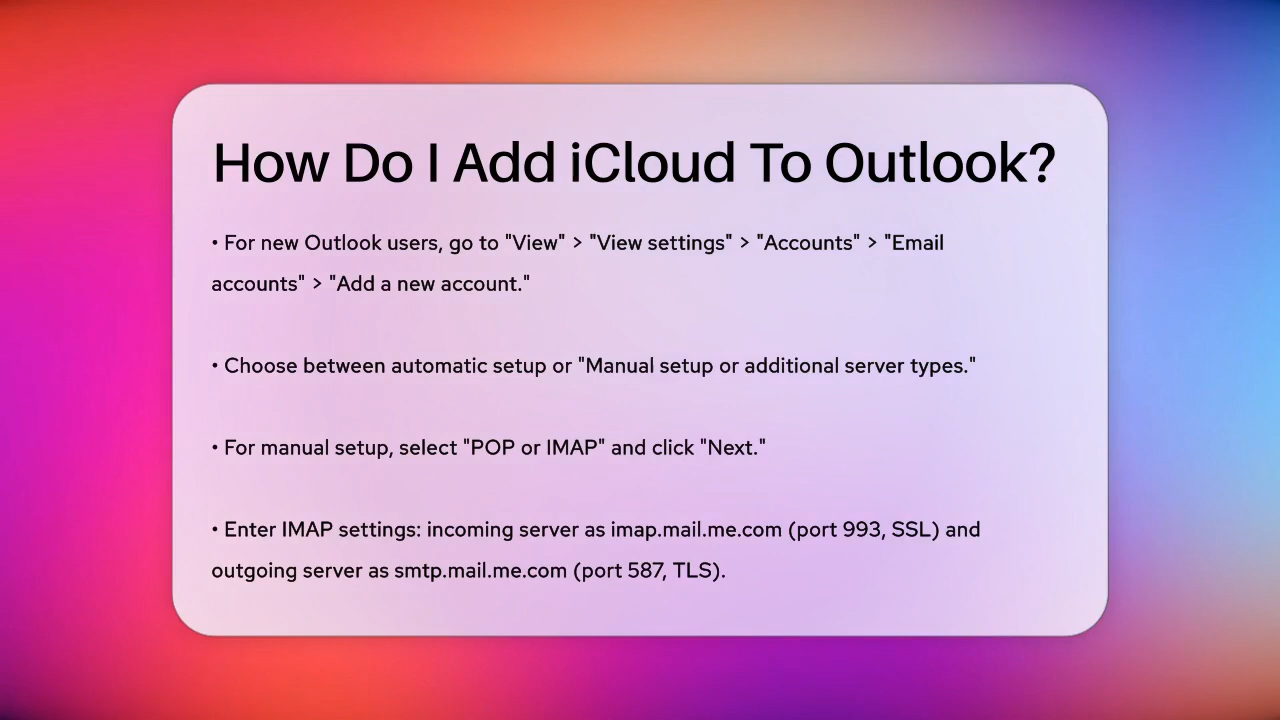 How Do I Add iCloud To Outlook?
• For new Outlook users, go to "View" > "View settings" > "Accounts" > "Email
accounts" > "Add a new account."
• Choose between automatic setup or "Manual setup or additional server types."
• For manual setup, select "POP or IMAP" and click "Next."
• Enter IMAP settings: incoming server as imap.mail.me.com (port 993, SSL) and
outgoing server as smtp.mail.me.com (port 587, TLS).